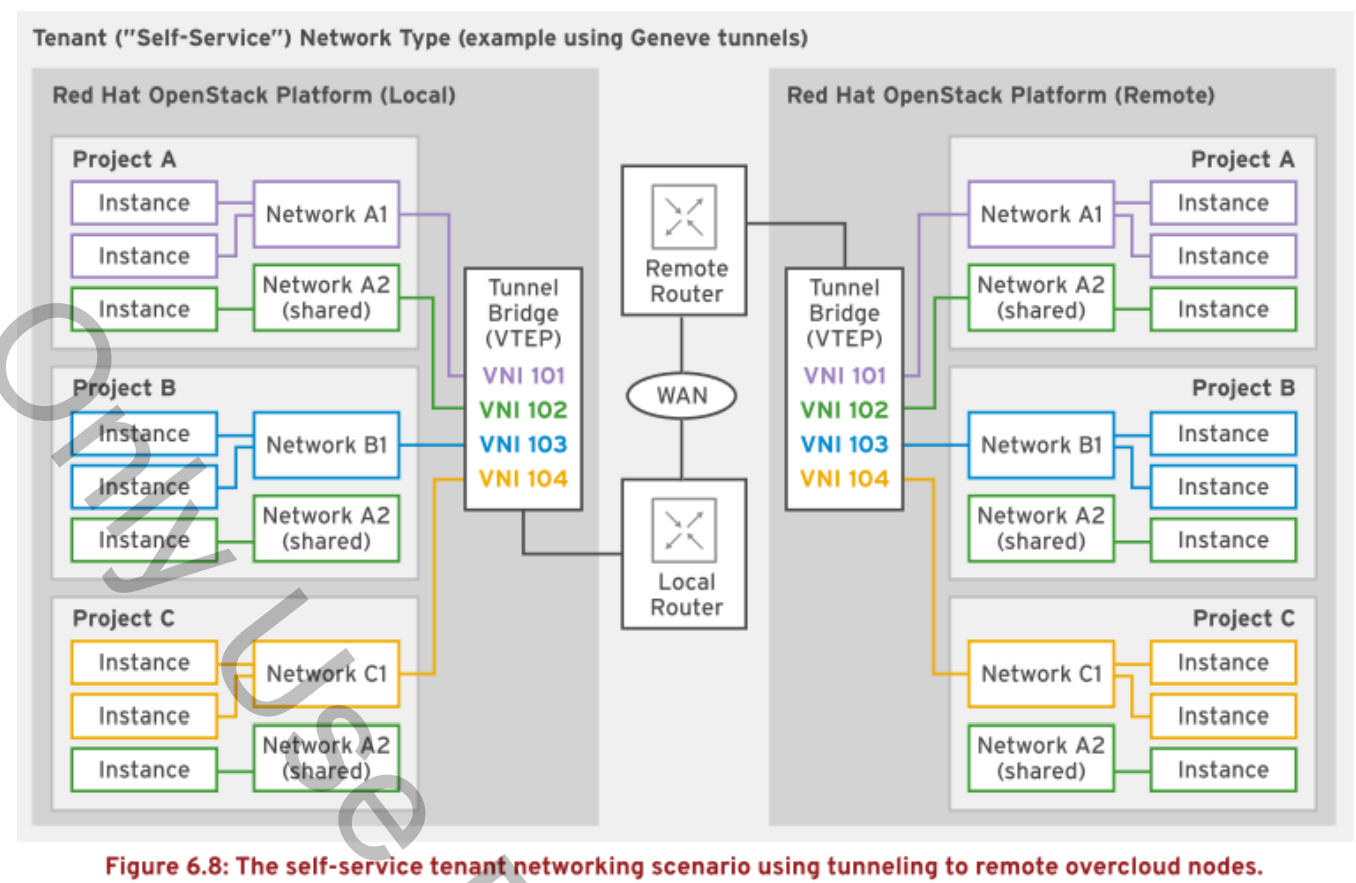 Tenant ("Self-Service") Network Type (example using Geneve tunnels)
Red Hat OpenStack Platform (Local)
Project A
Instance
Instance
Instance
Network A1
Network A2
(shared)
Project B
Instance
Instance
Instance
Network B1
Network A2
(shared)
Project C
Instance
Instance
Instance
Network C1
Network A2
(shared)
Tunnel
Bridge
(VTEP)
VNI 101
VNI 102
VNI 103
VNI 104
Remote
Router
WAN
Local
Router
Red Hat OpenStack Platform (Remote)
Tunnel
Bridge
(VTEP)
VNI 101
VNI 102
VNI 103
VNI 104
Project A
Network A1
Network A2
(shared)
Instance
Instance
Instance
Project B
Network B1
Network A2
(shared)
Instance
Instance
Instance
Project C
Network C1
Network A2
(shared)
Instance
Instance
Instance
Only Use
Figure 6.8: The self-service tenant networking scenario using tunneling to remote overcloud nodes.